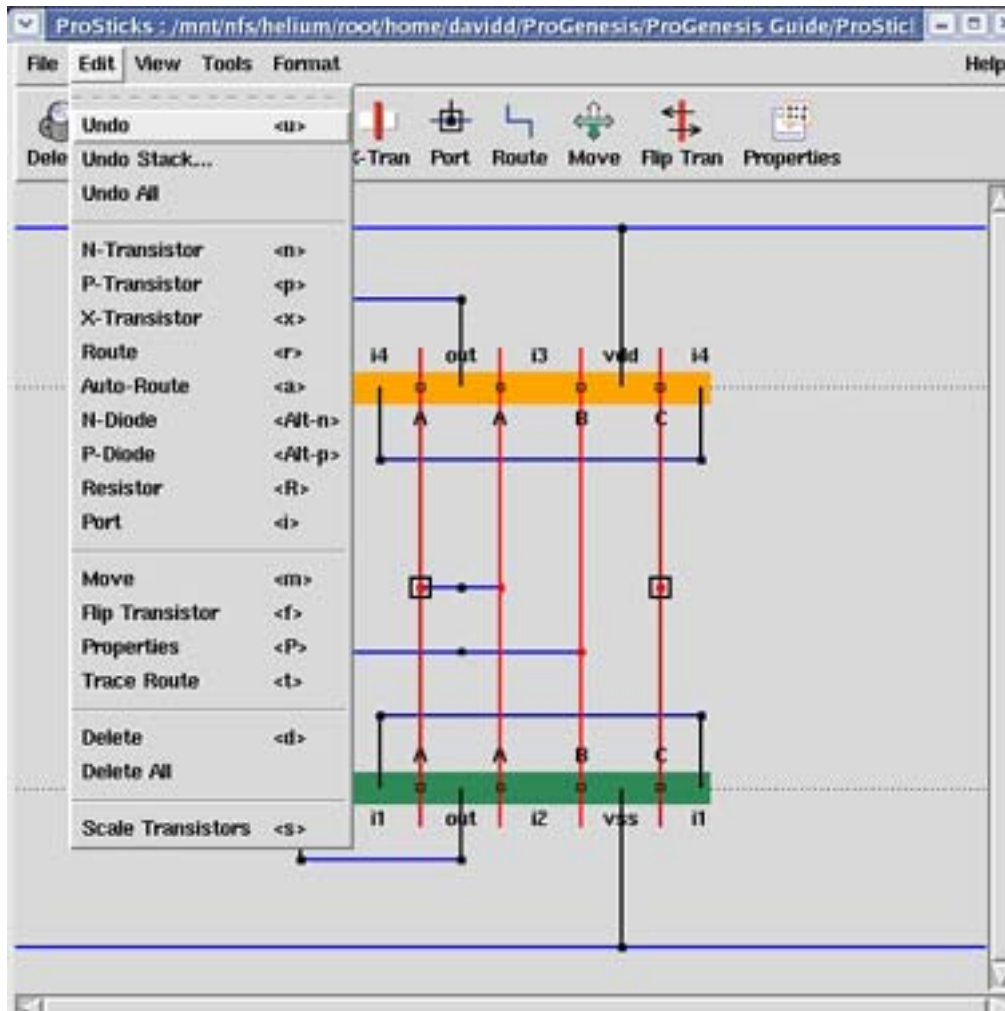 ProSticks : /mnt/nfs/helium/root/home/davidd/ProGenesis/ProGenesis Guide/ProSticl
File Edit View Tools Format Help
Dele
-Tran Port Route Move Flip Tran Properties
Undo <u>
Undo Stack...
Undo All
N-Transistor <n>
P-Transistor <p>
X-Transistor <x>
Route <r>
Auto-Route <a>
N-Diode <Alt-n>
P-Diode <Alt-p>
Resistor <R>
Port <i>
Move <m>
Flip Transistor <f>
Properties <P>
Trace Route <t>
Delete <d>
Delete All
Scale Transistors <s>
i4 out i3 vdd i4
A A B C
A A B C
i1 out i2 vss i1